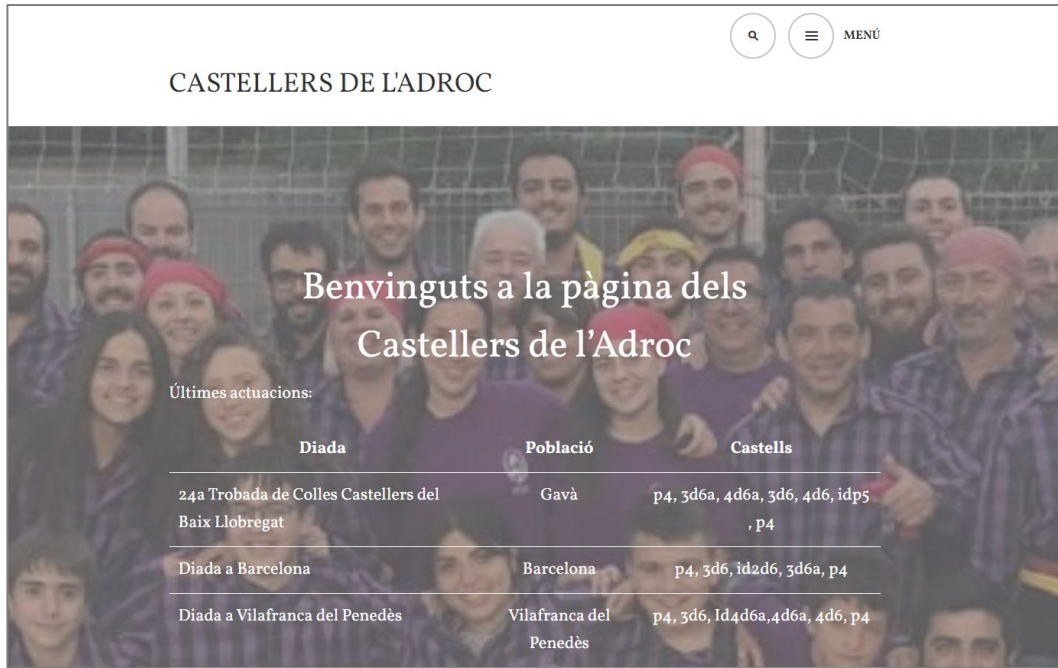 MENÚ
CASTELLERS DE L'ADROC
Benvinguts a la pàgina dels
Castellers de l’Adroc
Últimes actuacions:
Diada Població Castells
24a Trobada de Colles Castellers del Gavà p4, 3d6a, 4d6a, 3d6, 4d6, idp5
Baix Llobregat , p4
Diada a Barcelona Barcelona p4, 3d6, id2d6, 3d6a, p4
Diada a Vilafranca del Penedès Vilafranca del p4, 3d6, Id4d6a,4d6a, 4d6, p4
Penedès